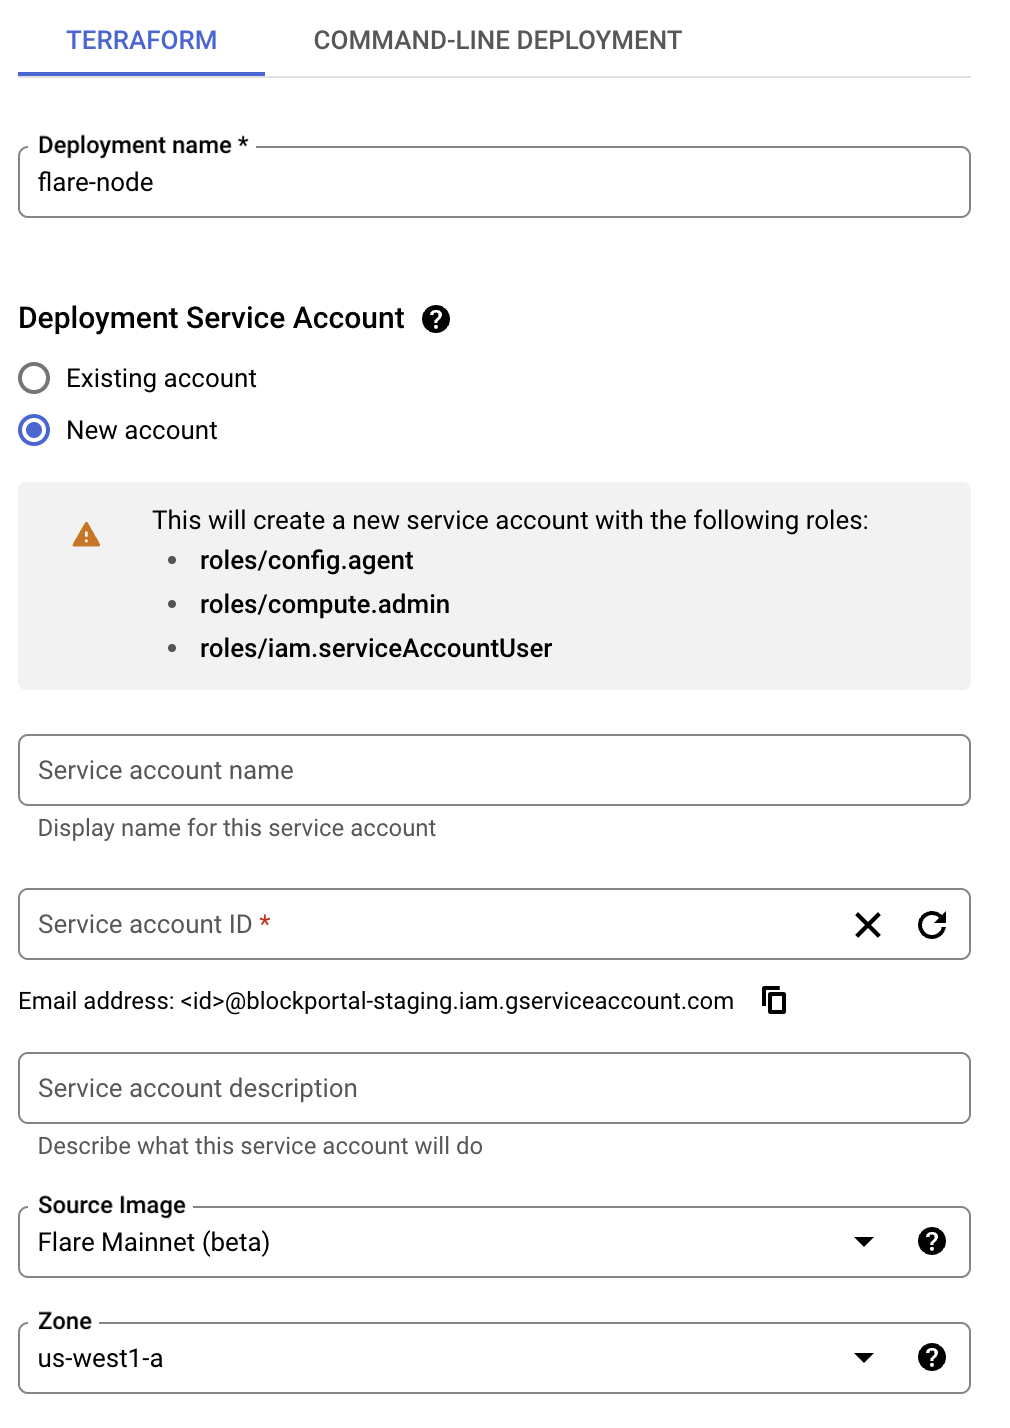 TERRAFORM COMMAND-LINE DEPLOYMENT
Deployment name *
flare-node
Deployment Service Account
Existing account
New account
This will create a new service account with the following roles:
• roles/config.agent
• roles/compute.admin
• roles/iam.serviceAccountUser
Service account name
Display name for this service account
Service account ID *
Email address: <id>@blockportal-staging.iam.gserviceaccount.com
Service account description
Describe what this service account will do
Source Image
Flare Mainnet (beta)
Zone
us-west1-a